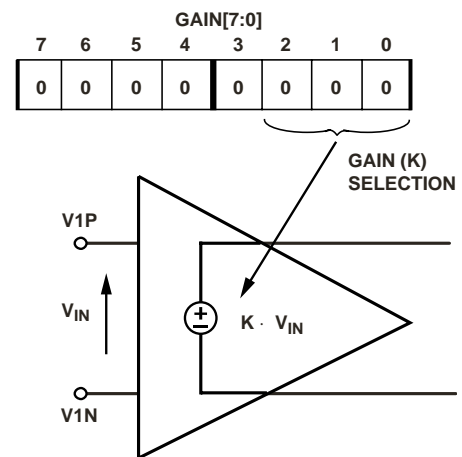 GAIN[7:0]
7 6 5 4 3 2 1 0
0 0 0 0 0 0 0 0
GAIN (K)
SELECTION
V1P
VIN
+
−
K · VIN
V1N